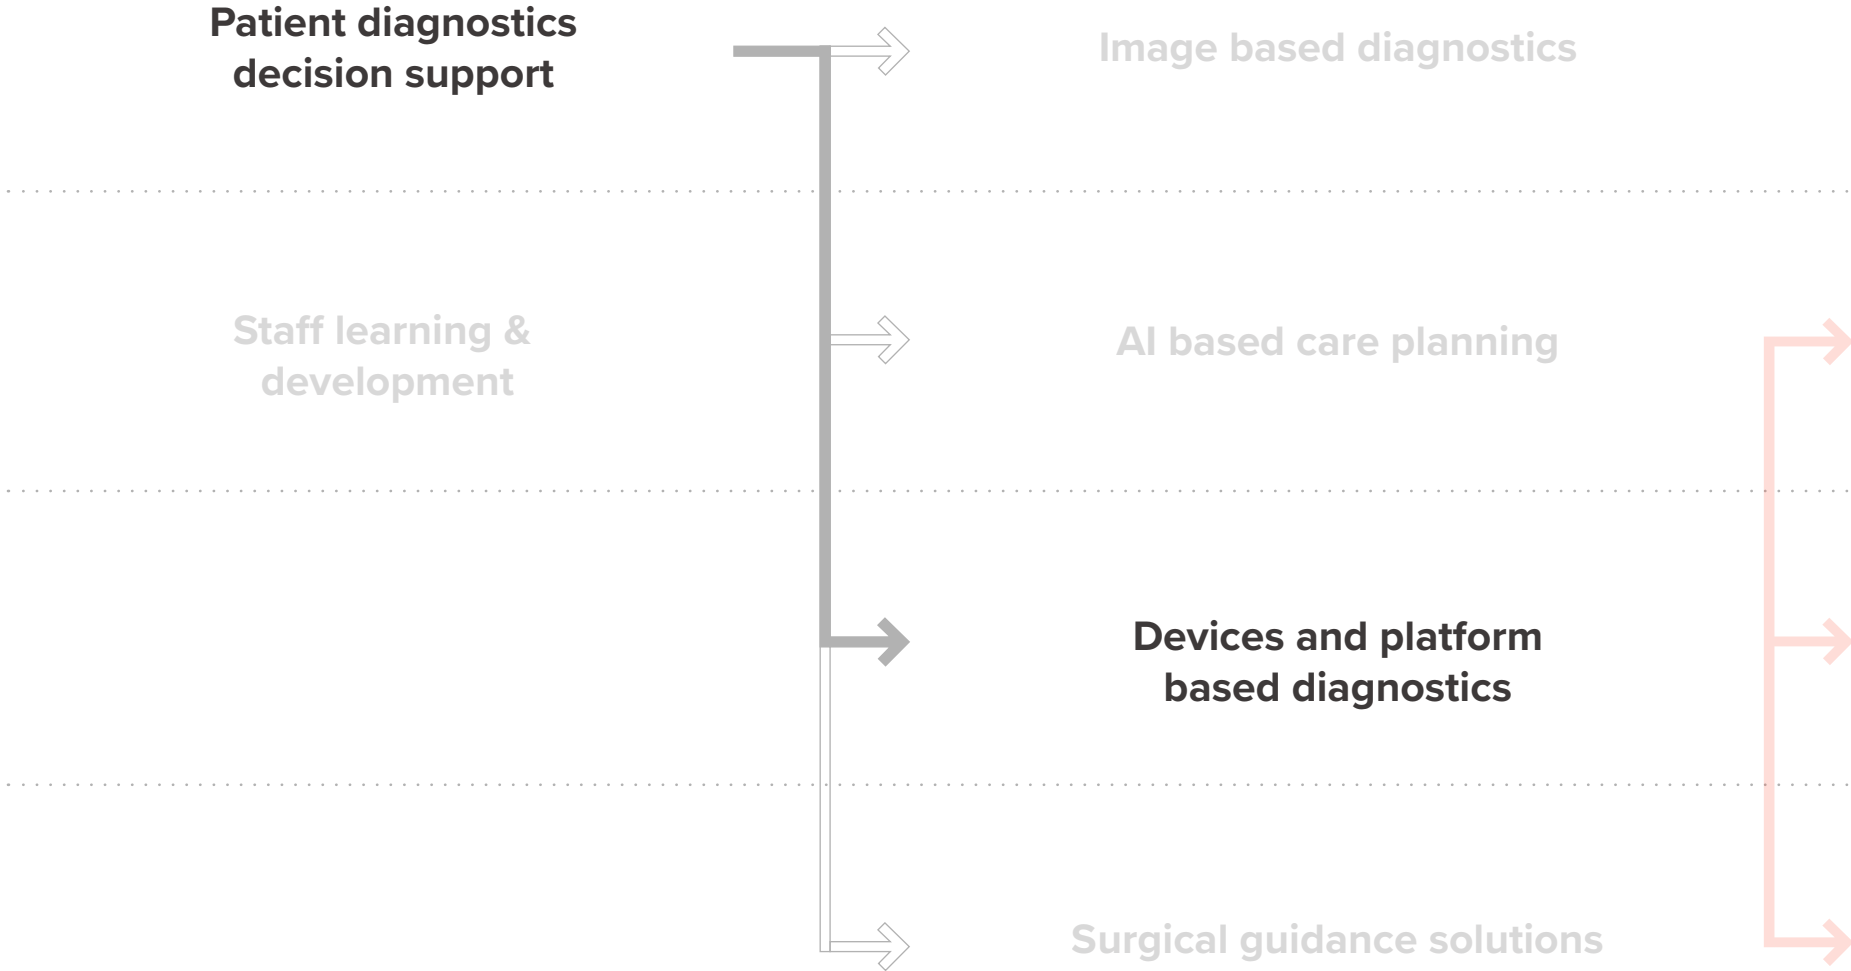 Patient diagnostics
decision support
Image based diagnostics
Staff learning &
development
AI based care planning
Devices and platform
based diagnostics
Surgical guidance solutions